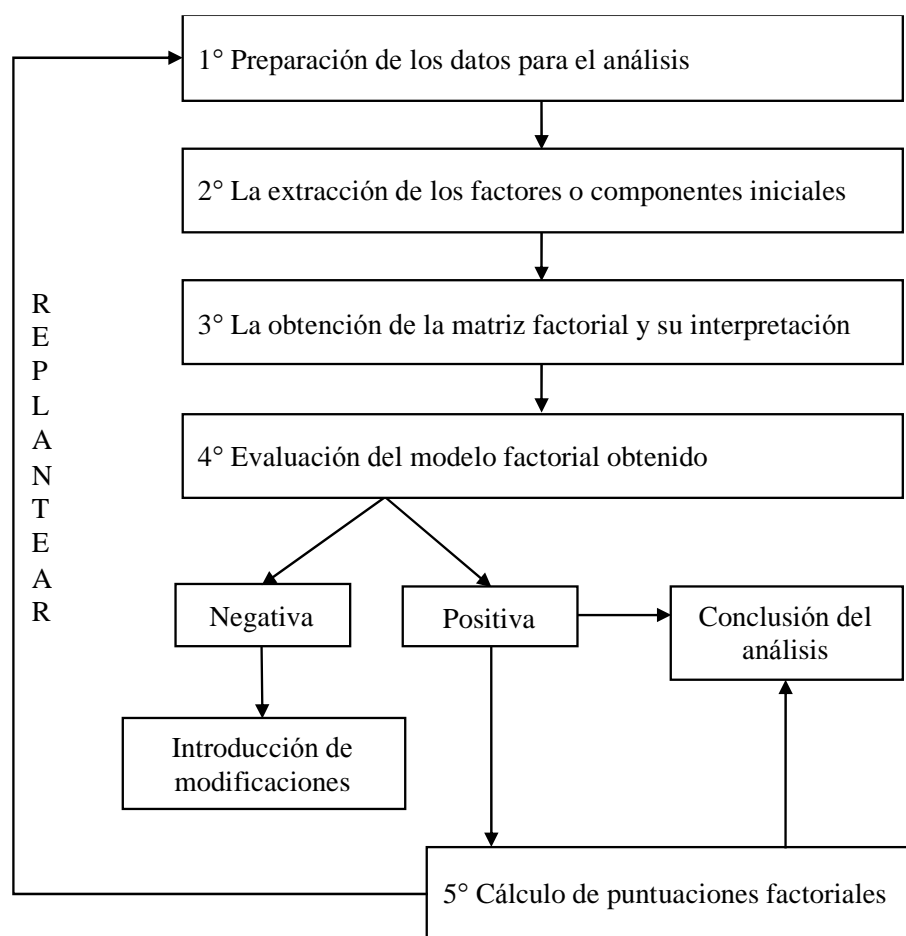 1° Preparación de los datos para el análisis
2° La extracción de los factores o componentes iniciales
3° La obtención de la matriz factorial y su interpretación
4° Evaluación del modelo factorial obtenido
R
E
P
L
A
N
T
E
A
R
Negativa
Positiva
Conclusión del
análisis
Introducción de
modificaciones
5° Cálculo de puntuaciones factoriales